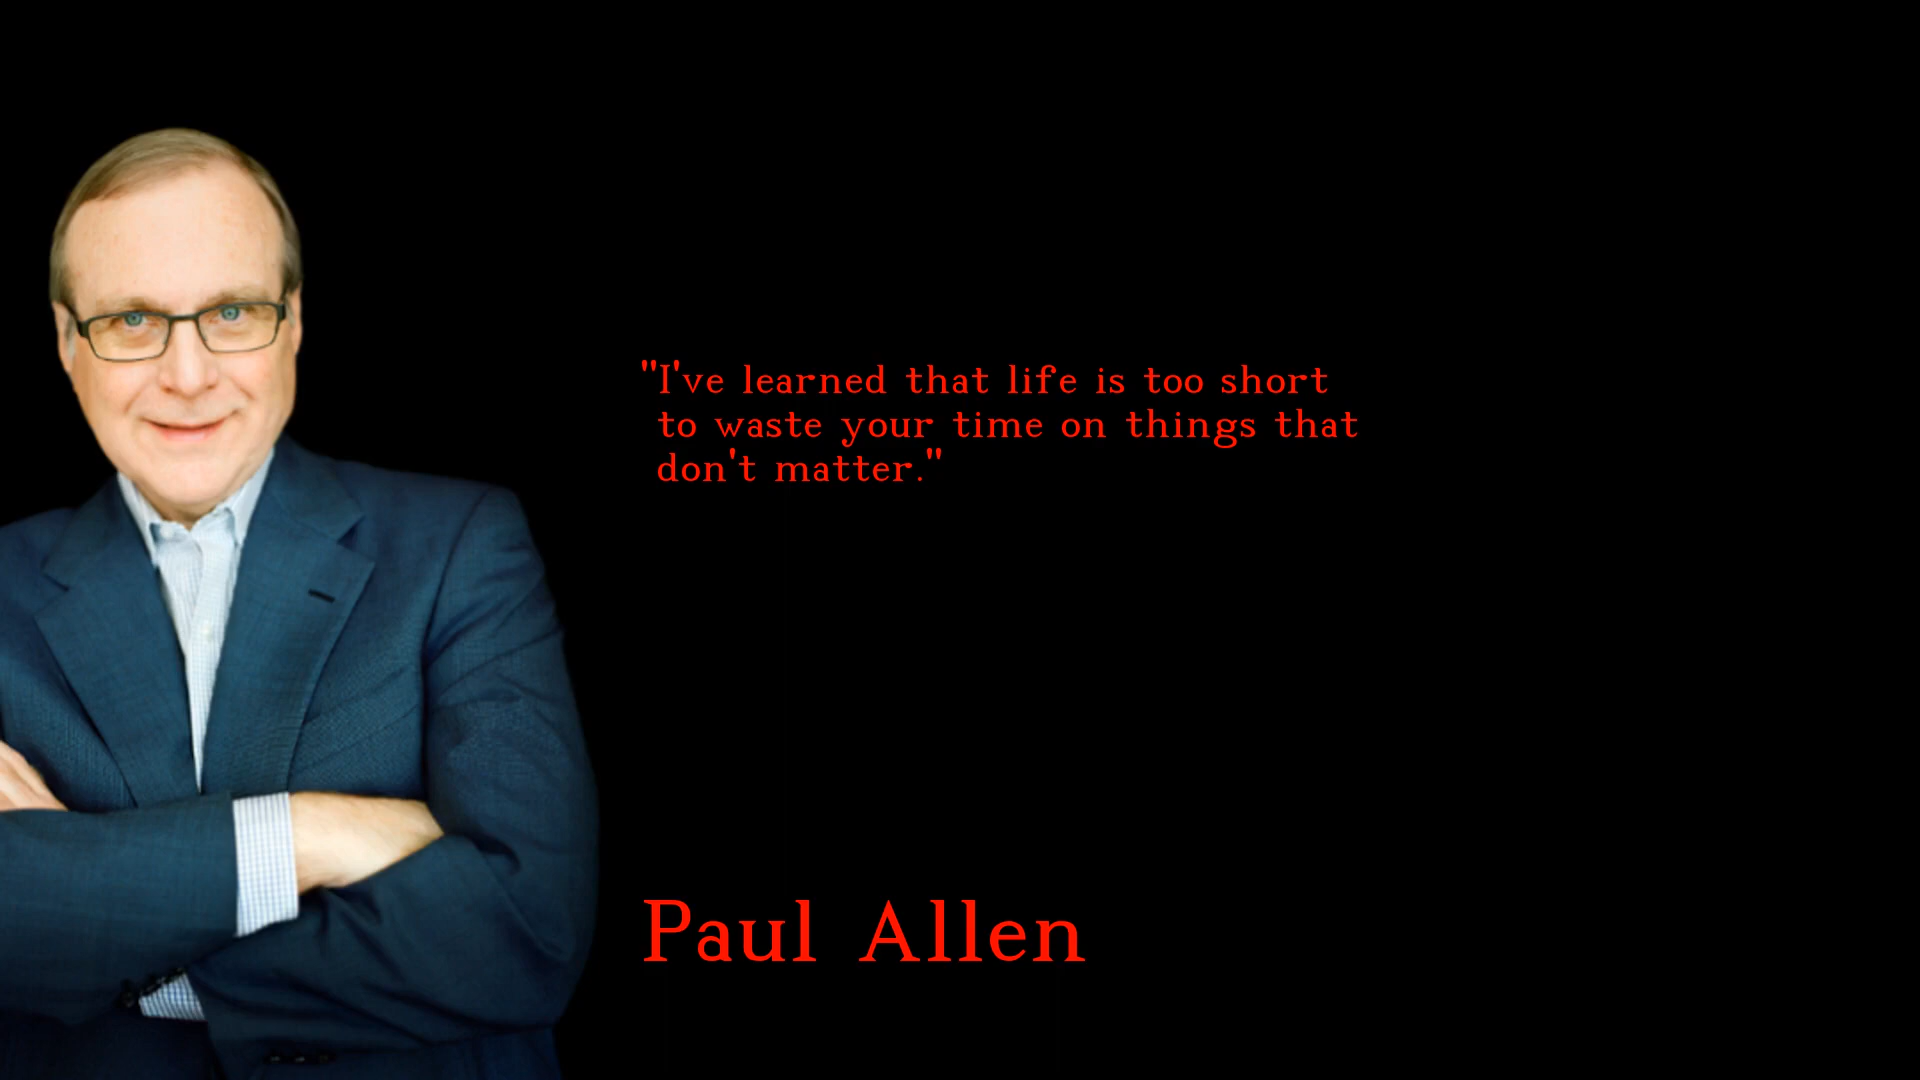 "I've learned that life is too short
to waste your time on things that
don't matter."
Paul Allen